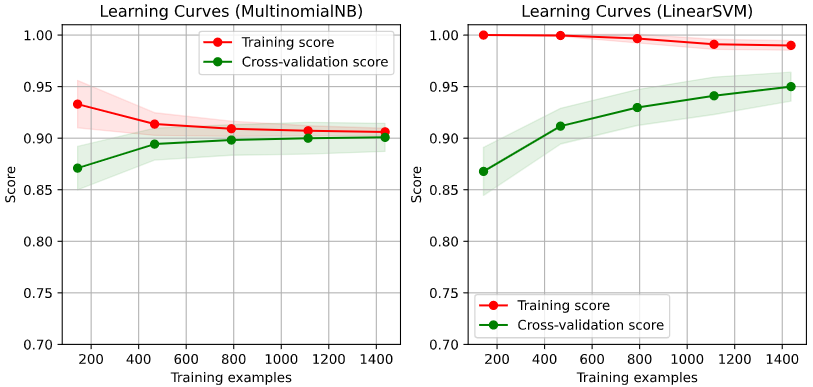 Learning Curves (MultinomialNB)
1.00
0.95
0.90
0.85
0.80
0.75
0.70
Score
Training score
Cross-validation score
200 400 600 800 1000 1200 1400
Training examples
Learning Curves (LinearSVM)
1.00
0.95
0.90
0.85
0.80
0.75
0.70
Score
Training score
Cross-validation score
200 400 600 800 1000 1200 1400
Training examples